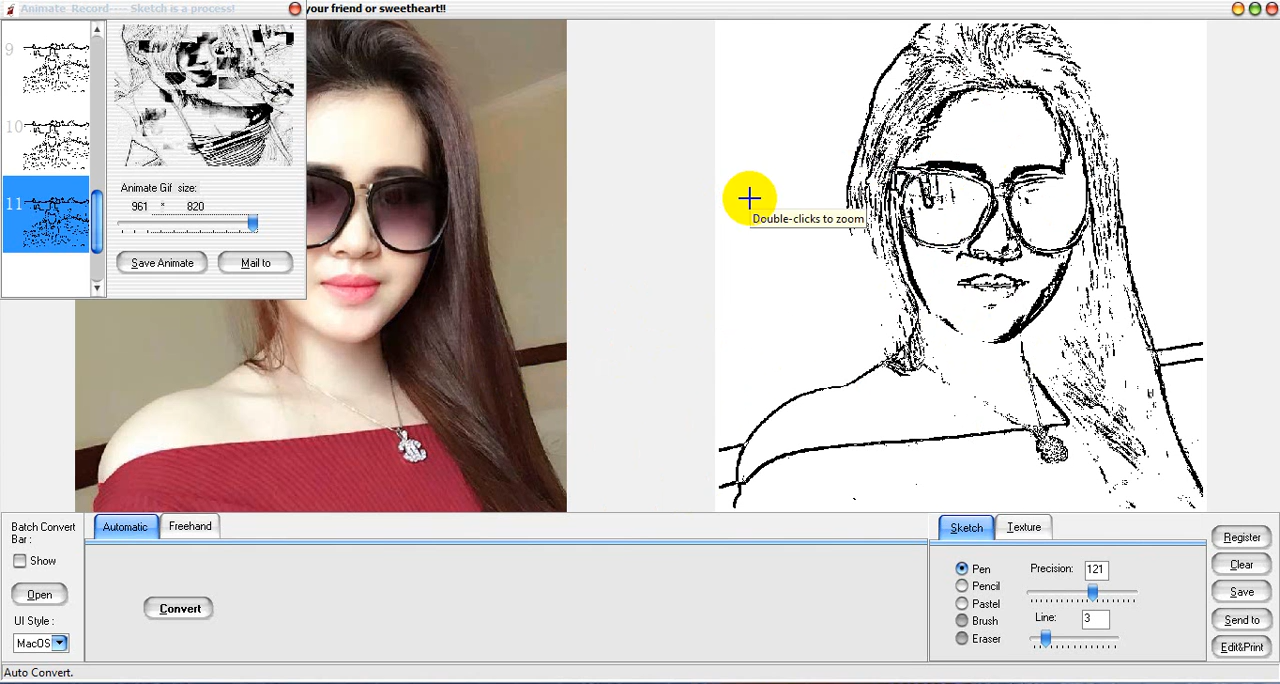 Animate Record---- Sketch is a process!
your friend or sweetheart!!
9
10
11
Animate Gif size:
961 * 820
Save Animate Mail to
Double-clicks to zoom
Batch Convert
Bar :
Show
Open
UI Style :
MacOS
Automatic Freehand
Convert
Sketch Texture
Pen
Pencil
Pastel
Brush
Eraser
Precision: 121
Line: 3
Register
Clear
Save
Send to
Edit&Print
Auto Convert.